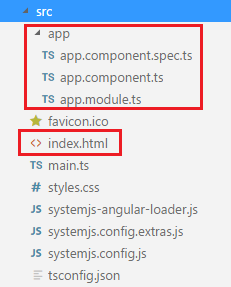 src
app
TS app.component.spec.ts
TS app.component.ts
TS app.module.ts
favicon.ico
<> index.html
TS main.ts
# styles.css
JS systemjs-angular-loader.js
JS systemjs.config.extras.js
JS systemjs.config.js
tsconfig.json